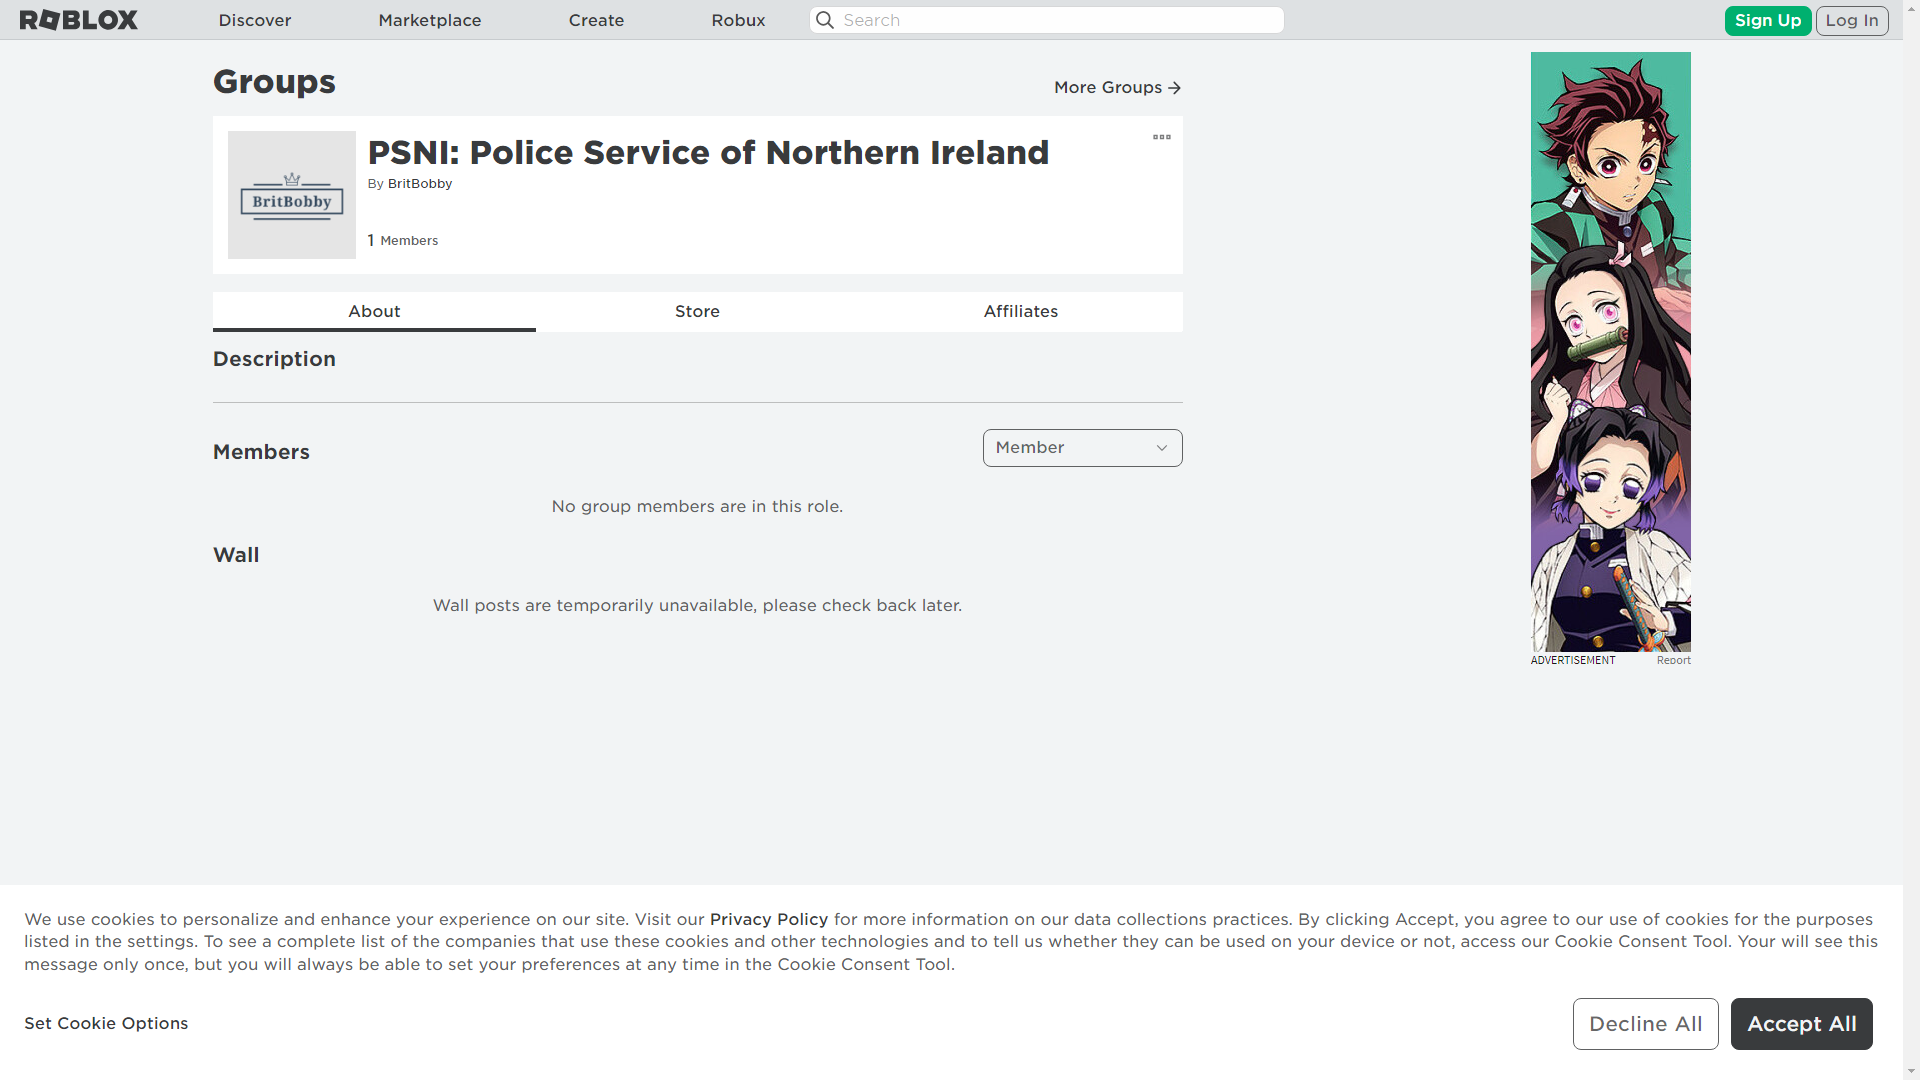 ROBLOX
Discover
Marketplace
Create
Robux
Search
Sign Up
Log In
Groups
More Groups
BritBobby
PSNI: Police Service of Northern Ireland
By BritBobby
1 Members
About
Store
Affiliates
Description
Members
Member
No group members are in this role.
Wall
Wall posts are temporarily unavailable, please check back later.
ADVERTISEMENT
Report
We use cookies to personalize and enhance your experience on our site. Visit our Privacy Policy for more information on our data collections practices. By clicking Accept, you agree to our use of cookies for the purposes
listed in the settings. To see a complete list of the companies that use these cookies and other technologies and to tell us whether they can be used on your device or not, access our Cookie Consent Tool. Your will see this
message only once, but you will always be able to set your preferences at any time in the Cookie Consent Tool.
Set Cookie Options
Decline All
Accept All